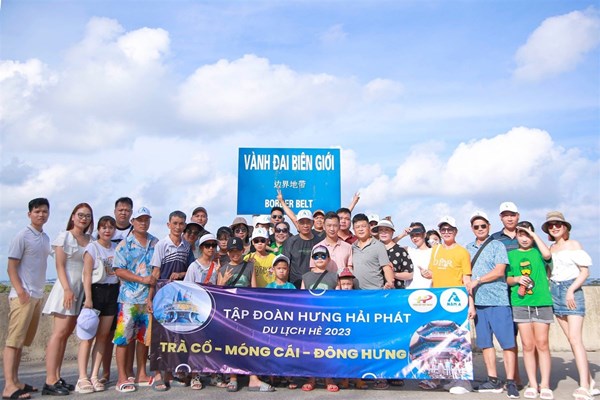 VÀNH ĐAI BIÊN GIỚI
边界地带
BORDER BELT
TẬP ĐOÀN HƯNG HẢI PHÁT
DU LỊCH HÈ 2023
TRÀ CỔ - MÓNG CÁI - ĐÔNG HƯNG